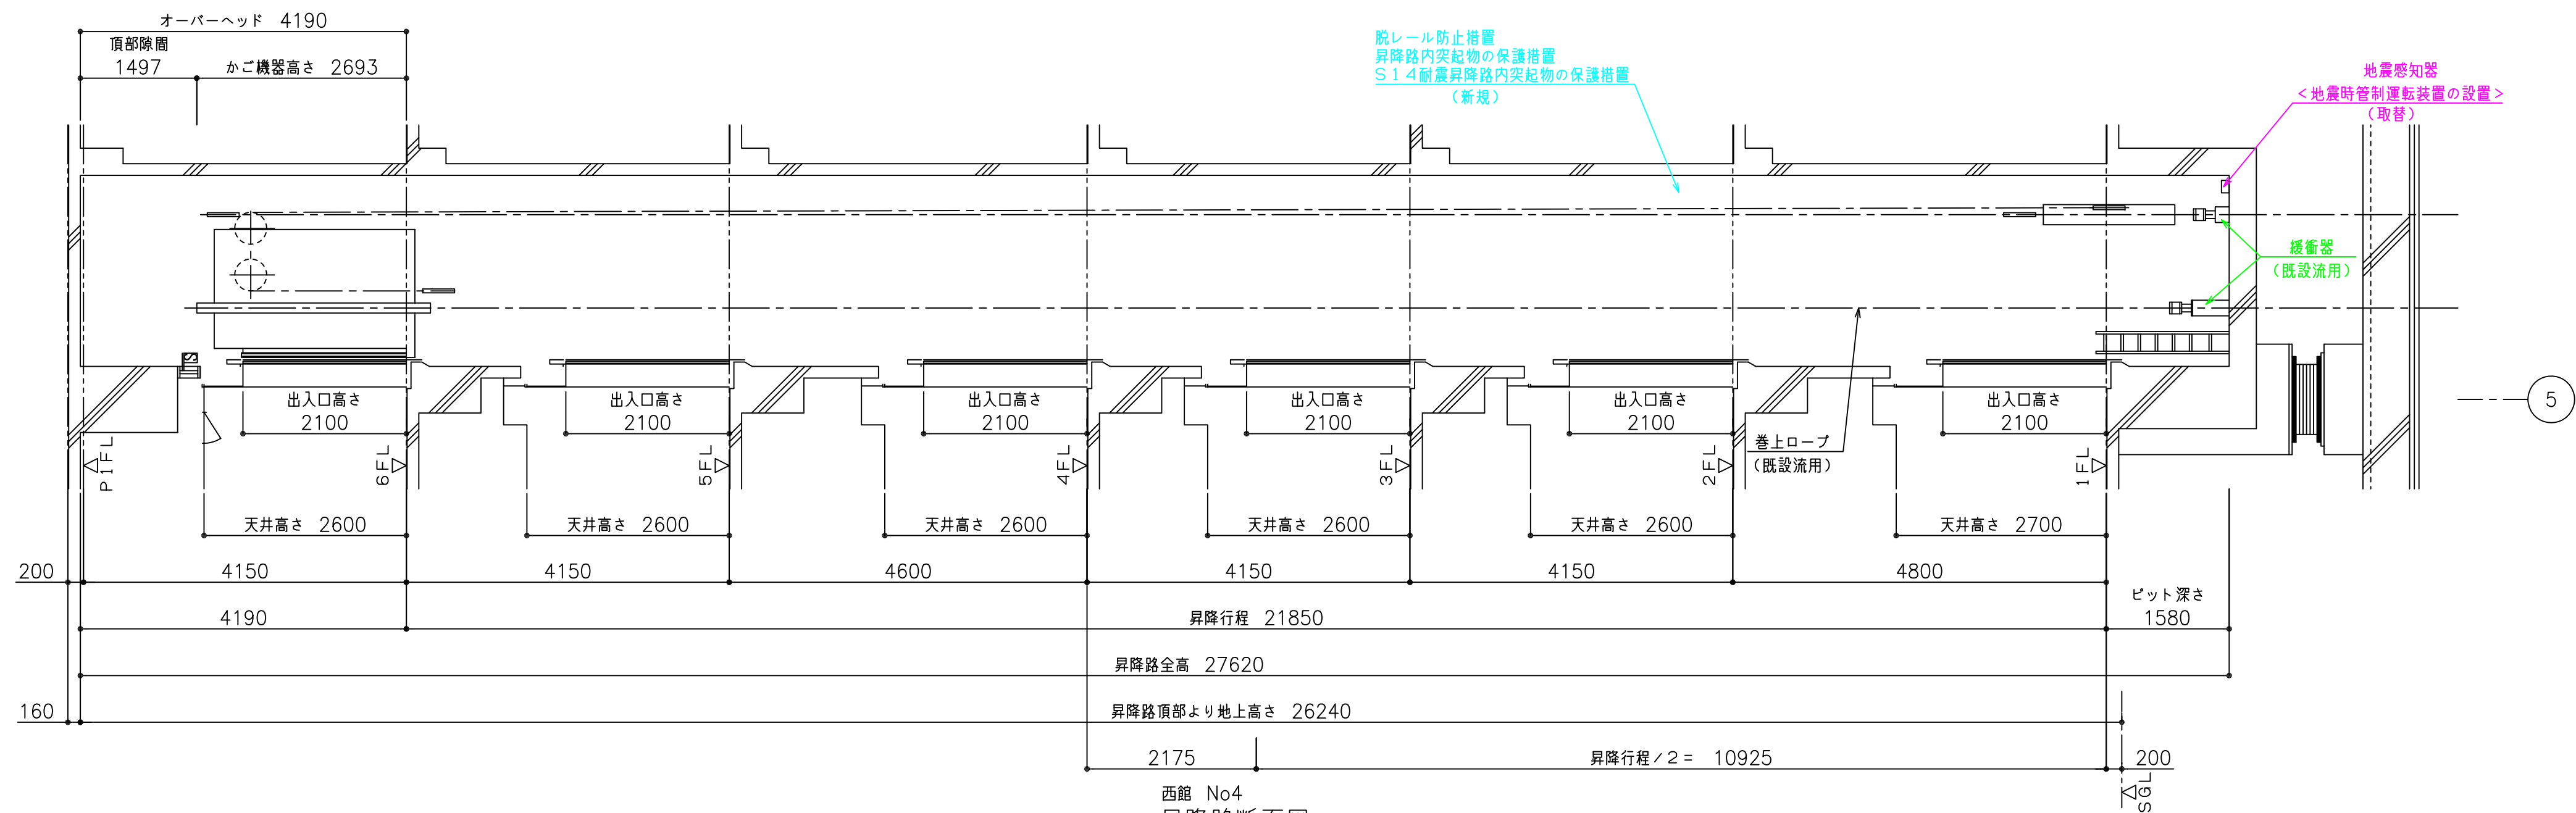 オーバーヘッド 4190
頂部隙間
1497
かご機器高さ 2693
脱レール防止措置
昇降路内突起物の保護措置
S14耐震昇降路内突起物の保護措置
(新規)
地震感知器
<地震時管制運転装置の設置>
(取替)
緩衝器
(既設流用)
出入口高さ
2100
出入口高さ
2100
出入口高さ
2100
出入口高さ
2100
出入口高さ
2100
出入口高さ
2100
5
巻上ロープ
(既設流用)
P1FL
6FL
5FL
4FL
3FL
2FL
1FL
天井高さ 2600
天井高さ 2600
天井高さ 2600
天井高さ 2600
天井高さ 2600
天井高さ 2700
200
4150
4150
4600
4150
4150
4800
4190
昇降行程 21850
ピット深さ
1580
昇降路全高 27620
160
昇降路頂部より地上高さ 26240
2175
昇降行程/2= 10925
200
SGL
西館 No4
昇降路断面図